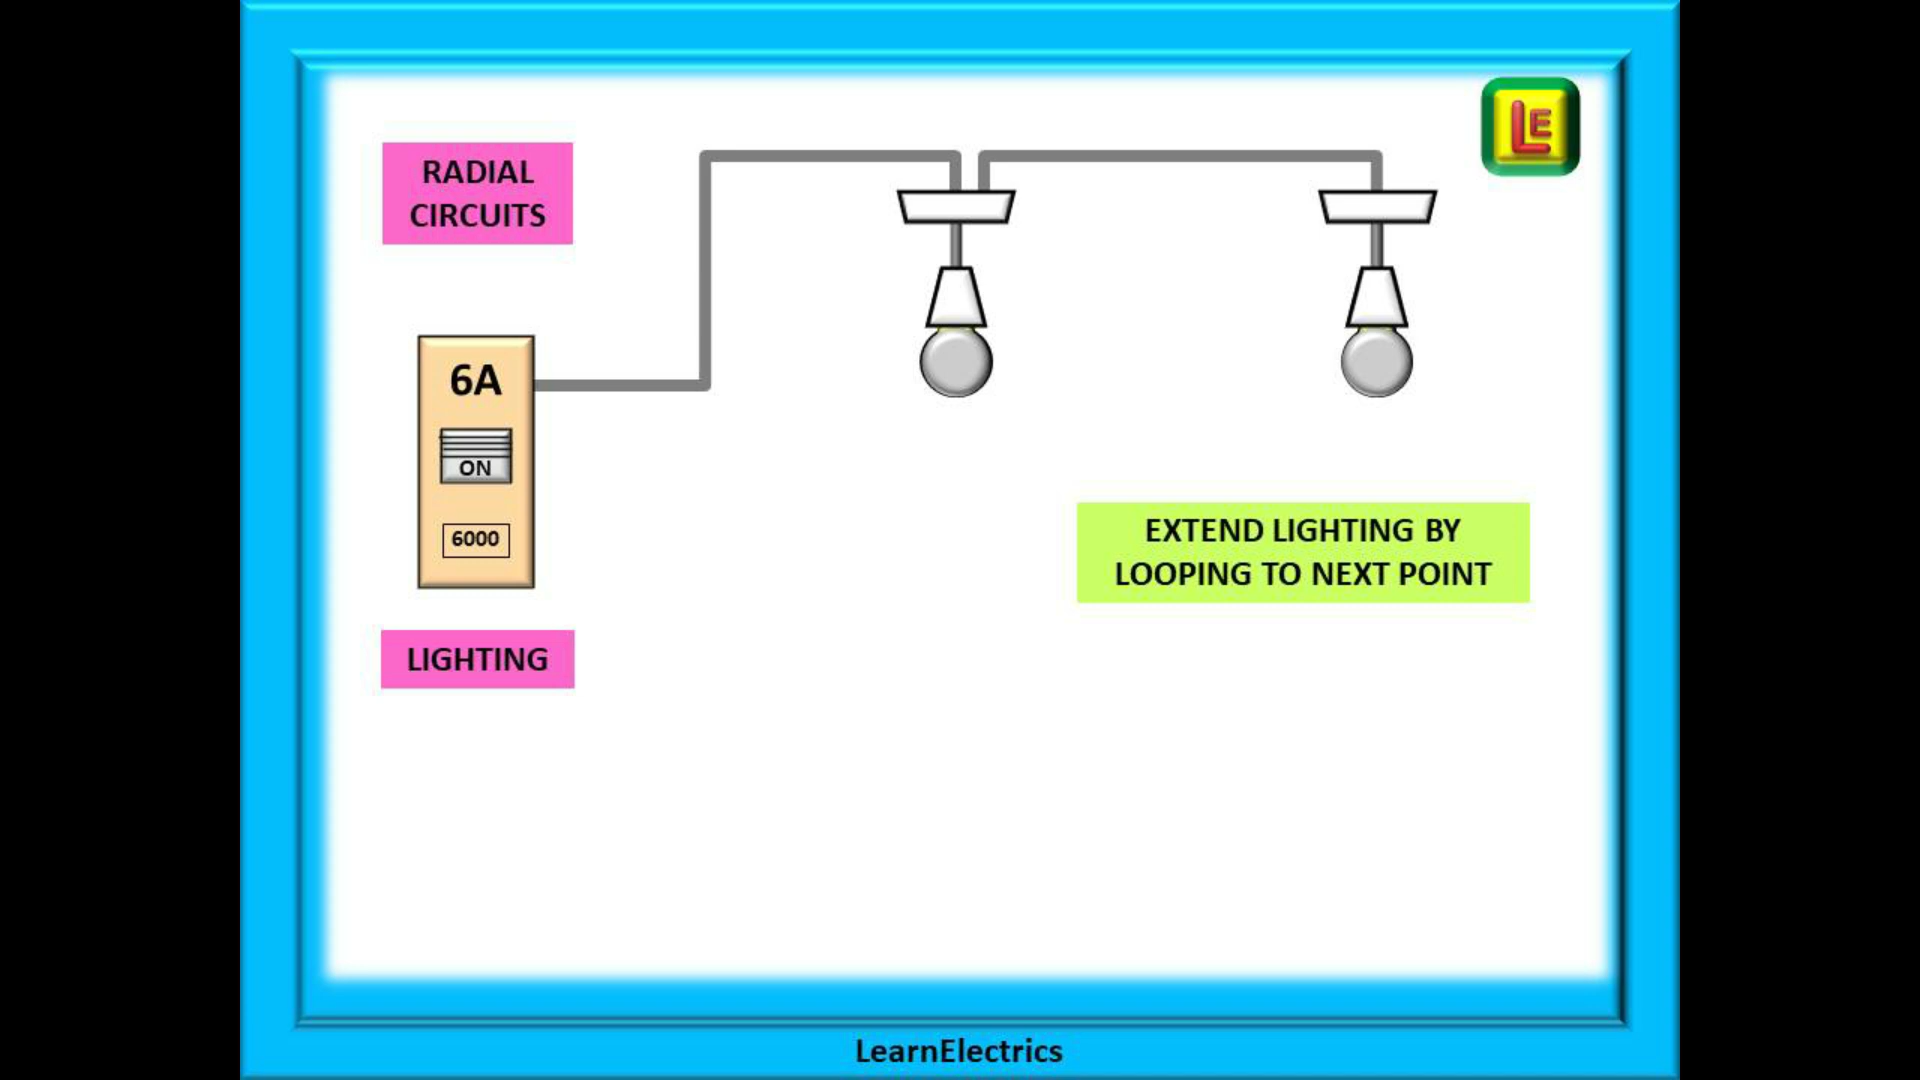 RADIAL
CIRCUITS
LE
6A
ON
6000
EXTEND LIGHTING BY
LOOPING TO NEXT POINT
LIGHTING
LearnElectrics